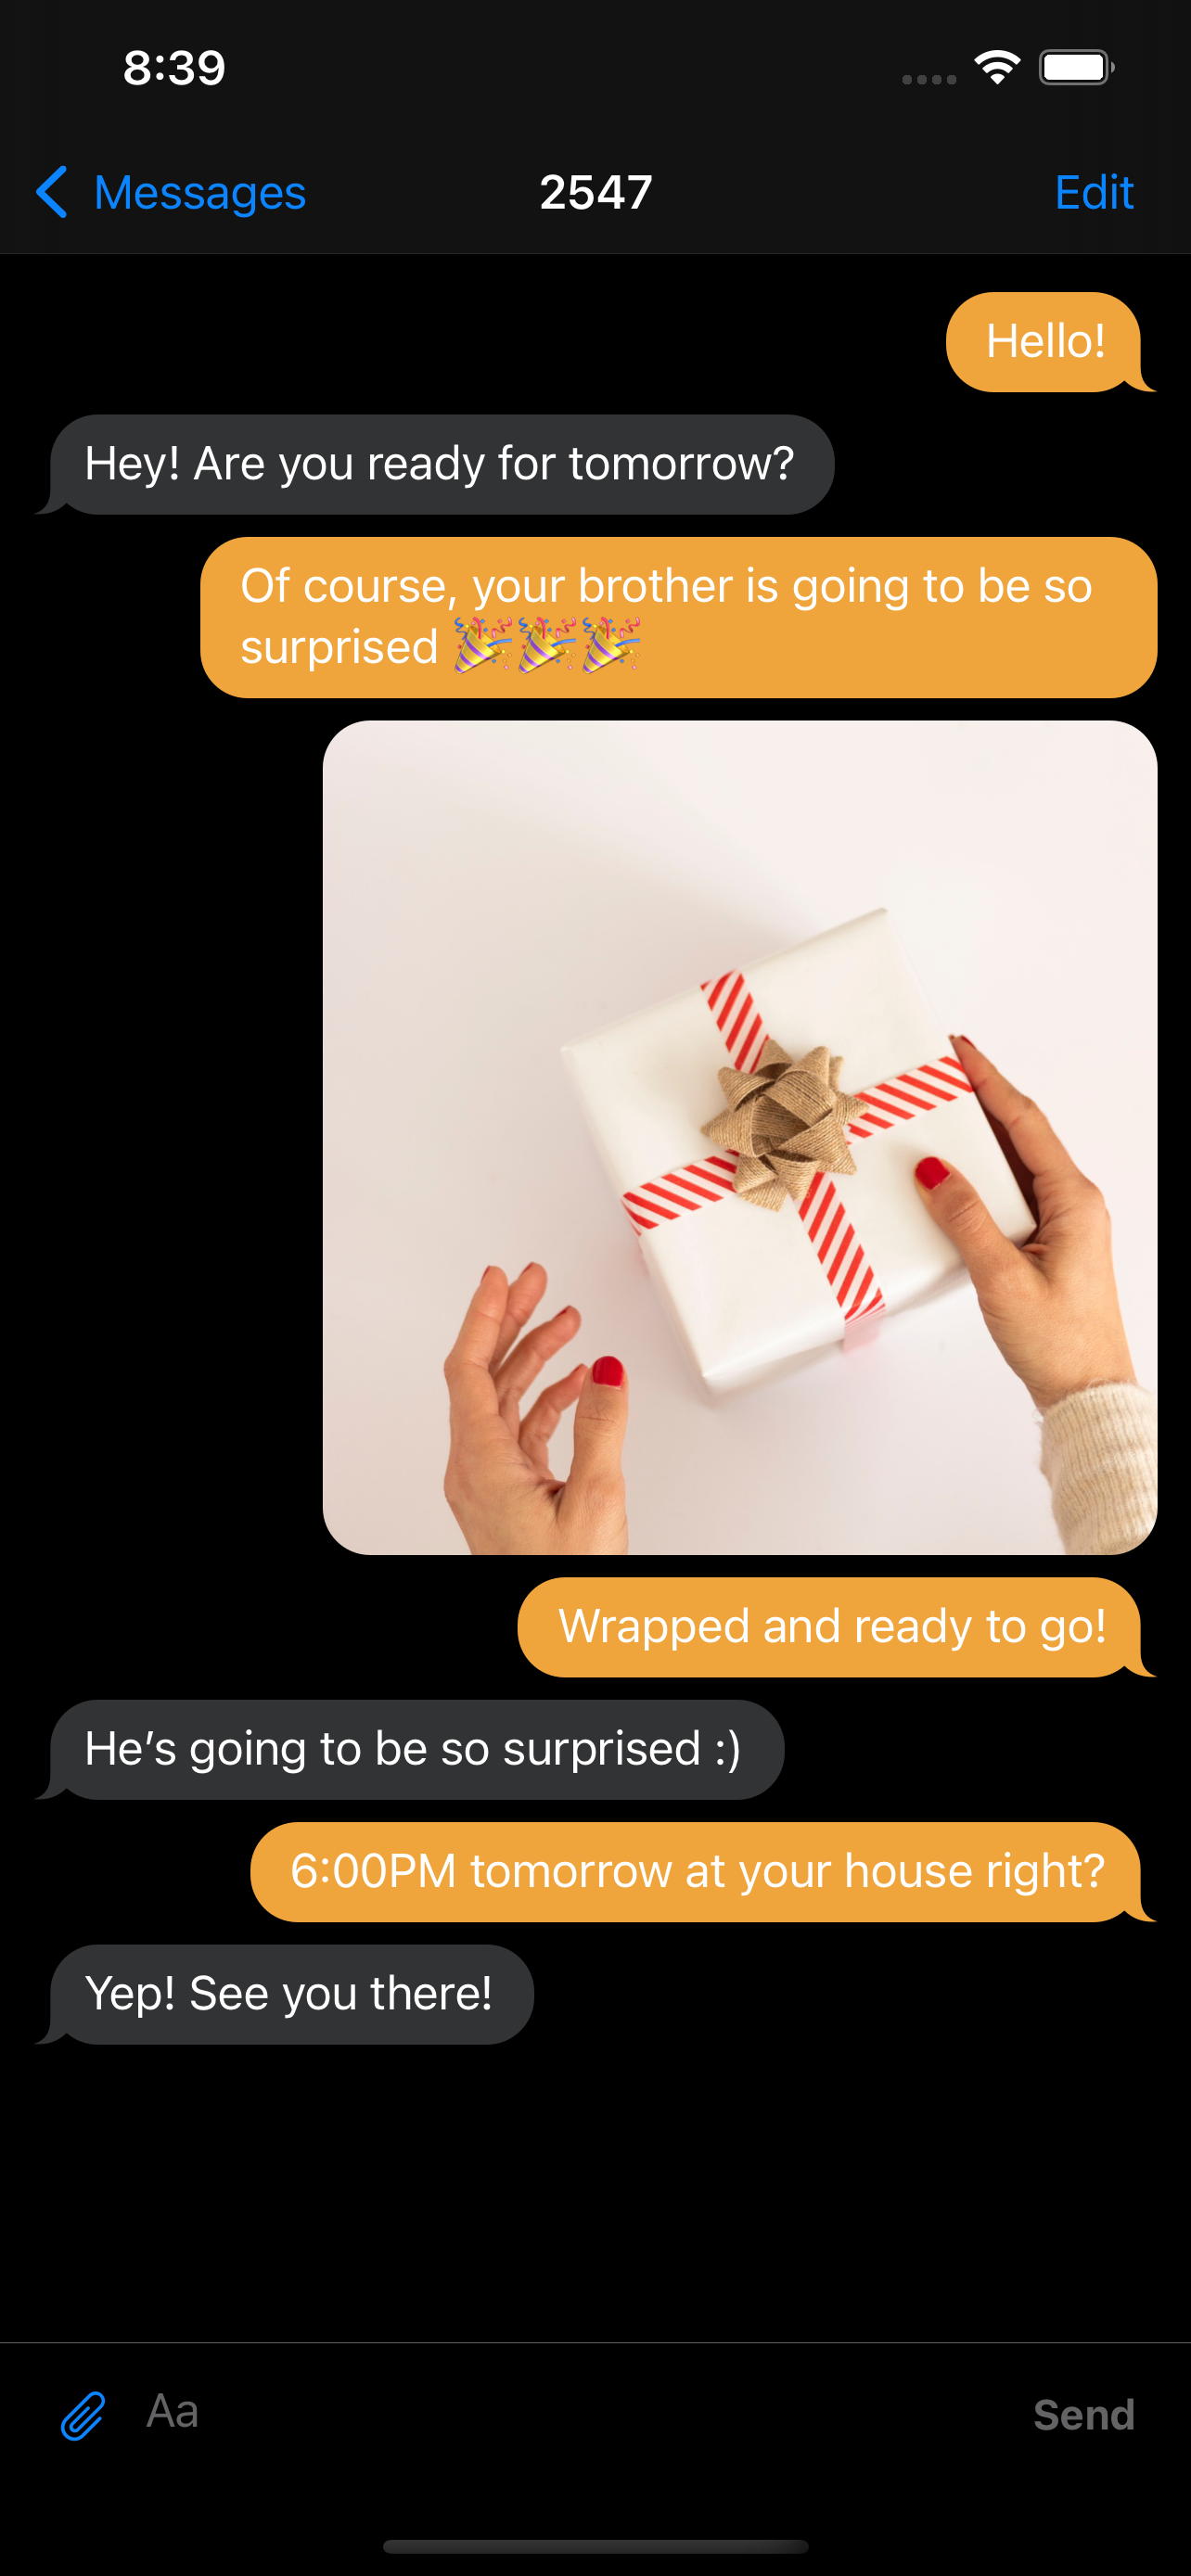 8:39
Messages
2547
Edit
Hello!
Hey! Are you ready for tomorrow?
Of course, your brother is going to be so
surprised 🎉🎉🎉
Wrapped and ready to go!
He’s going to be so surprised :)
6:00PM tomorrow at your house right?
Yep! See you there!
Aa
Send